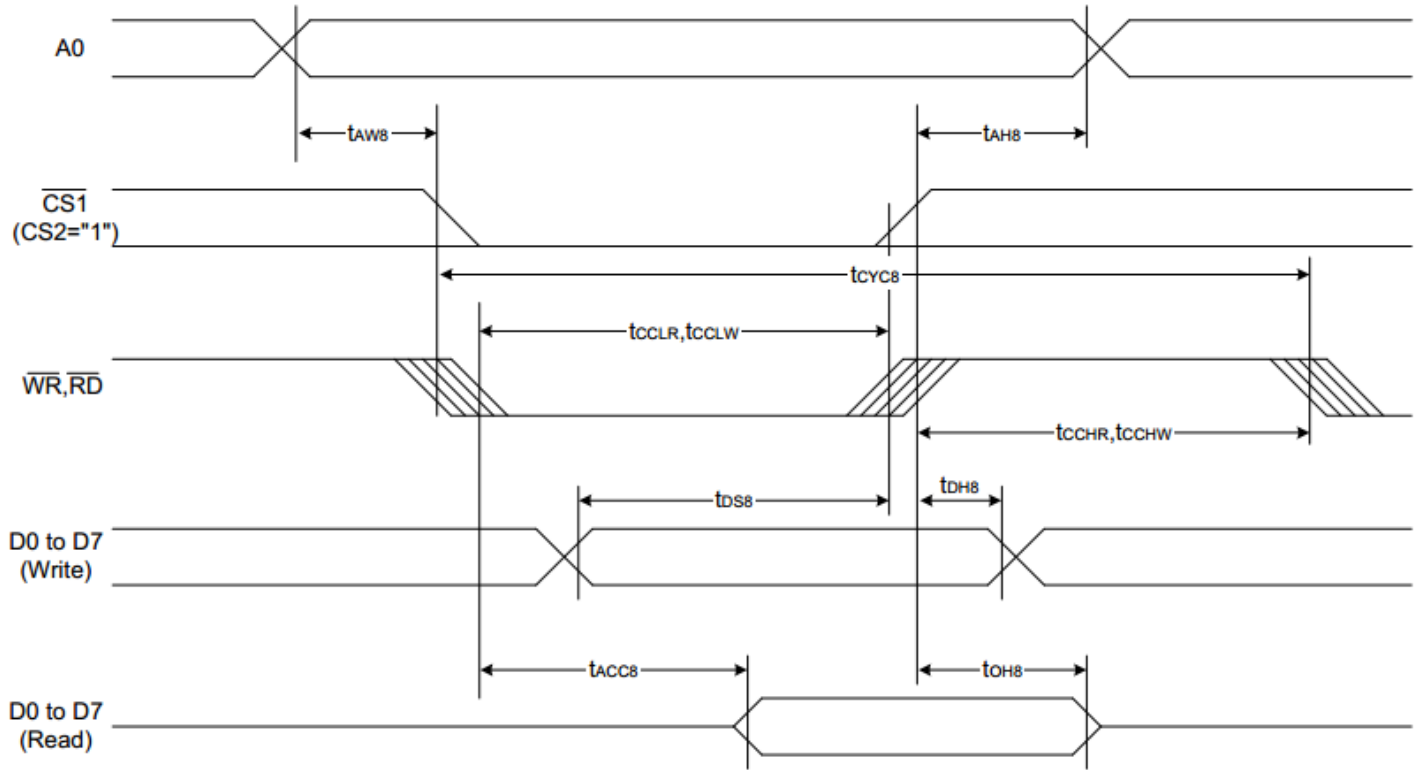 A0
tAW8
tAH8
CS1
(CS2="1")
tCYC8
tCCLR,tCCLW
WR,RD
tCCHR,tCCHW
tDS8
tDH8
D0 to D7
(Write)
tACC8
tOH8
D0 to D7
(Read)